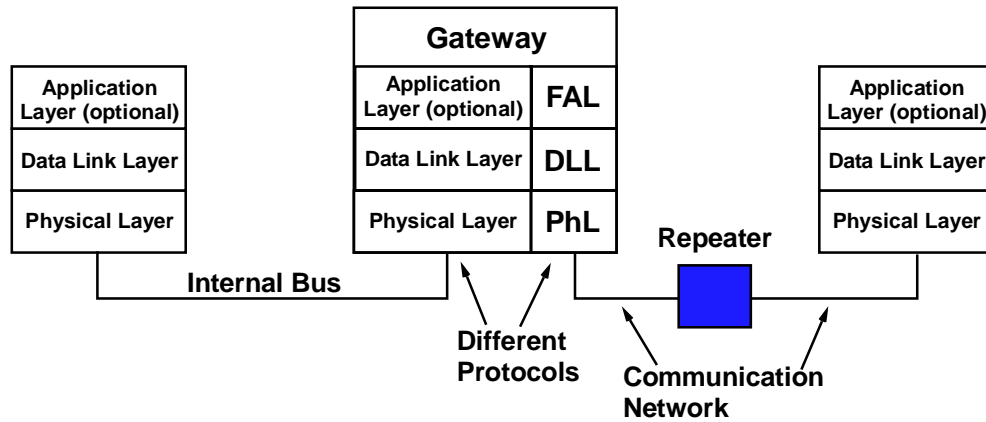 Gateway
Application
Layer (optional)
Data Link Layer
Physical Layer
Application
Layer (optional)
FAL
Data Link Layer
DLL
Physical Layer
PhL
Application
Layer (optional)
Data Link Layer
Physical Layer
Repeater
Internal Bus
Different
Protocols
Communication
Network